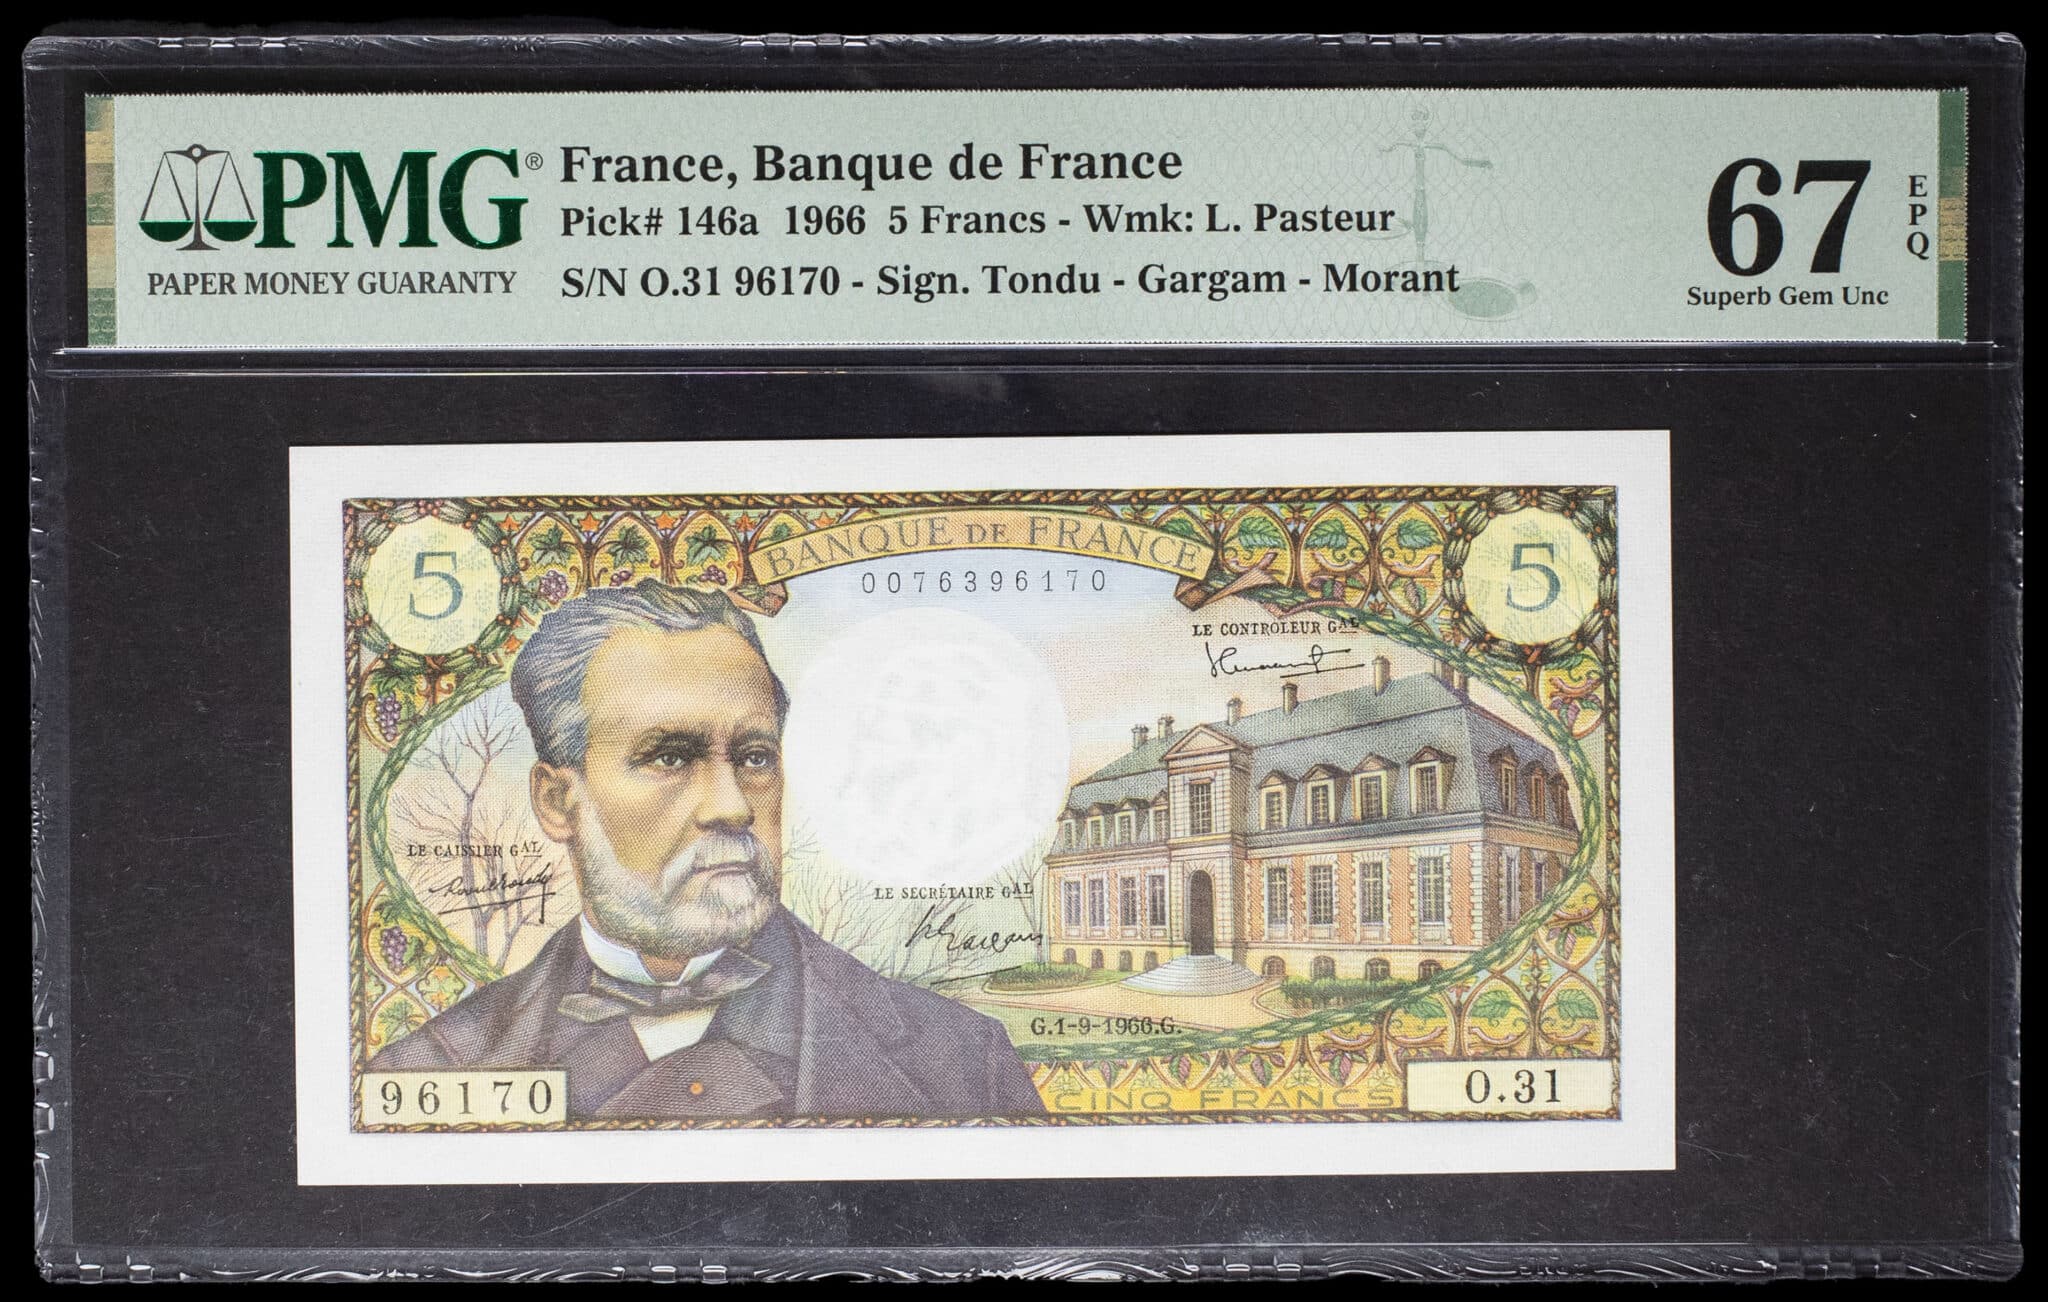 PMG®
PAPER MONEY GUARANTY
France, Banque de France
Pick# 146a 1966 5 Francs - Wmk: L. Pasteur
S/N O.31 96170 - Sign. Tondu - Gargam - Morant
67
EPQ
Superb Gem Unc
5
BANQUE DE FRANCE
5
0076396170
LE CONTROLEUR GAL
LE CAISSIER GAL
LE SECRÉTAIRE GAL
G.1-9-1966.G.
96170
CINQ FRANCS
O.31